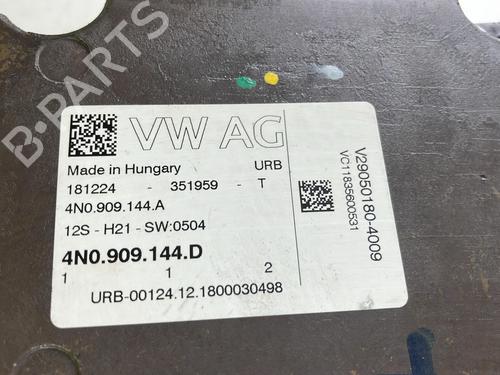 VW AG
Made in Hungary URB
181224 - 351959 - T
4N0.909.144.A
12S - H21 - SW:0504
4N0.909.144.D
1 1 2
URB-00124.12.1800030498
V29050180-4009
VC11835600531
B-PARTS